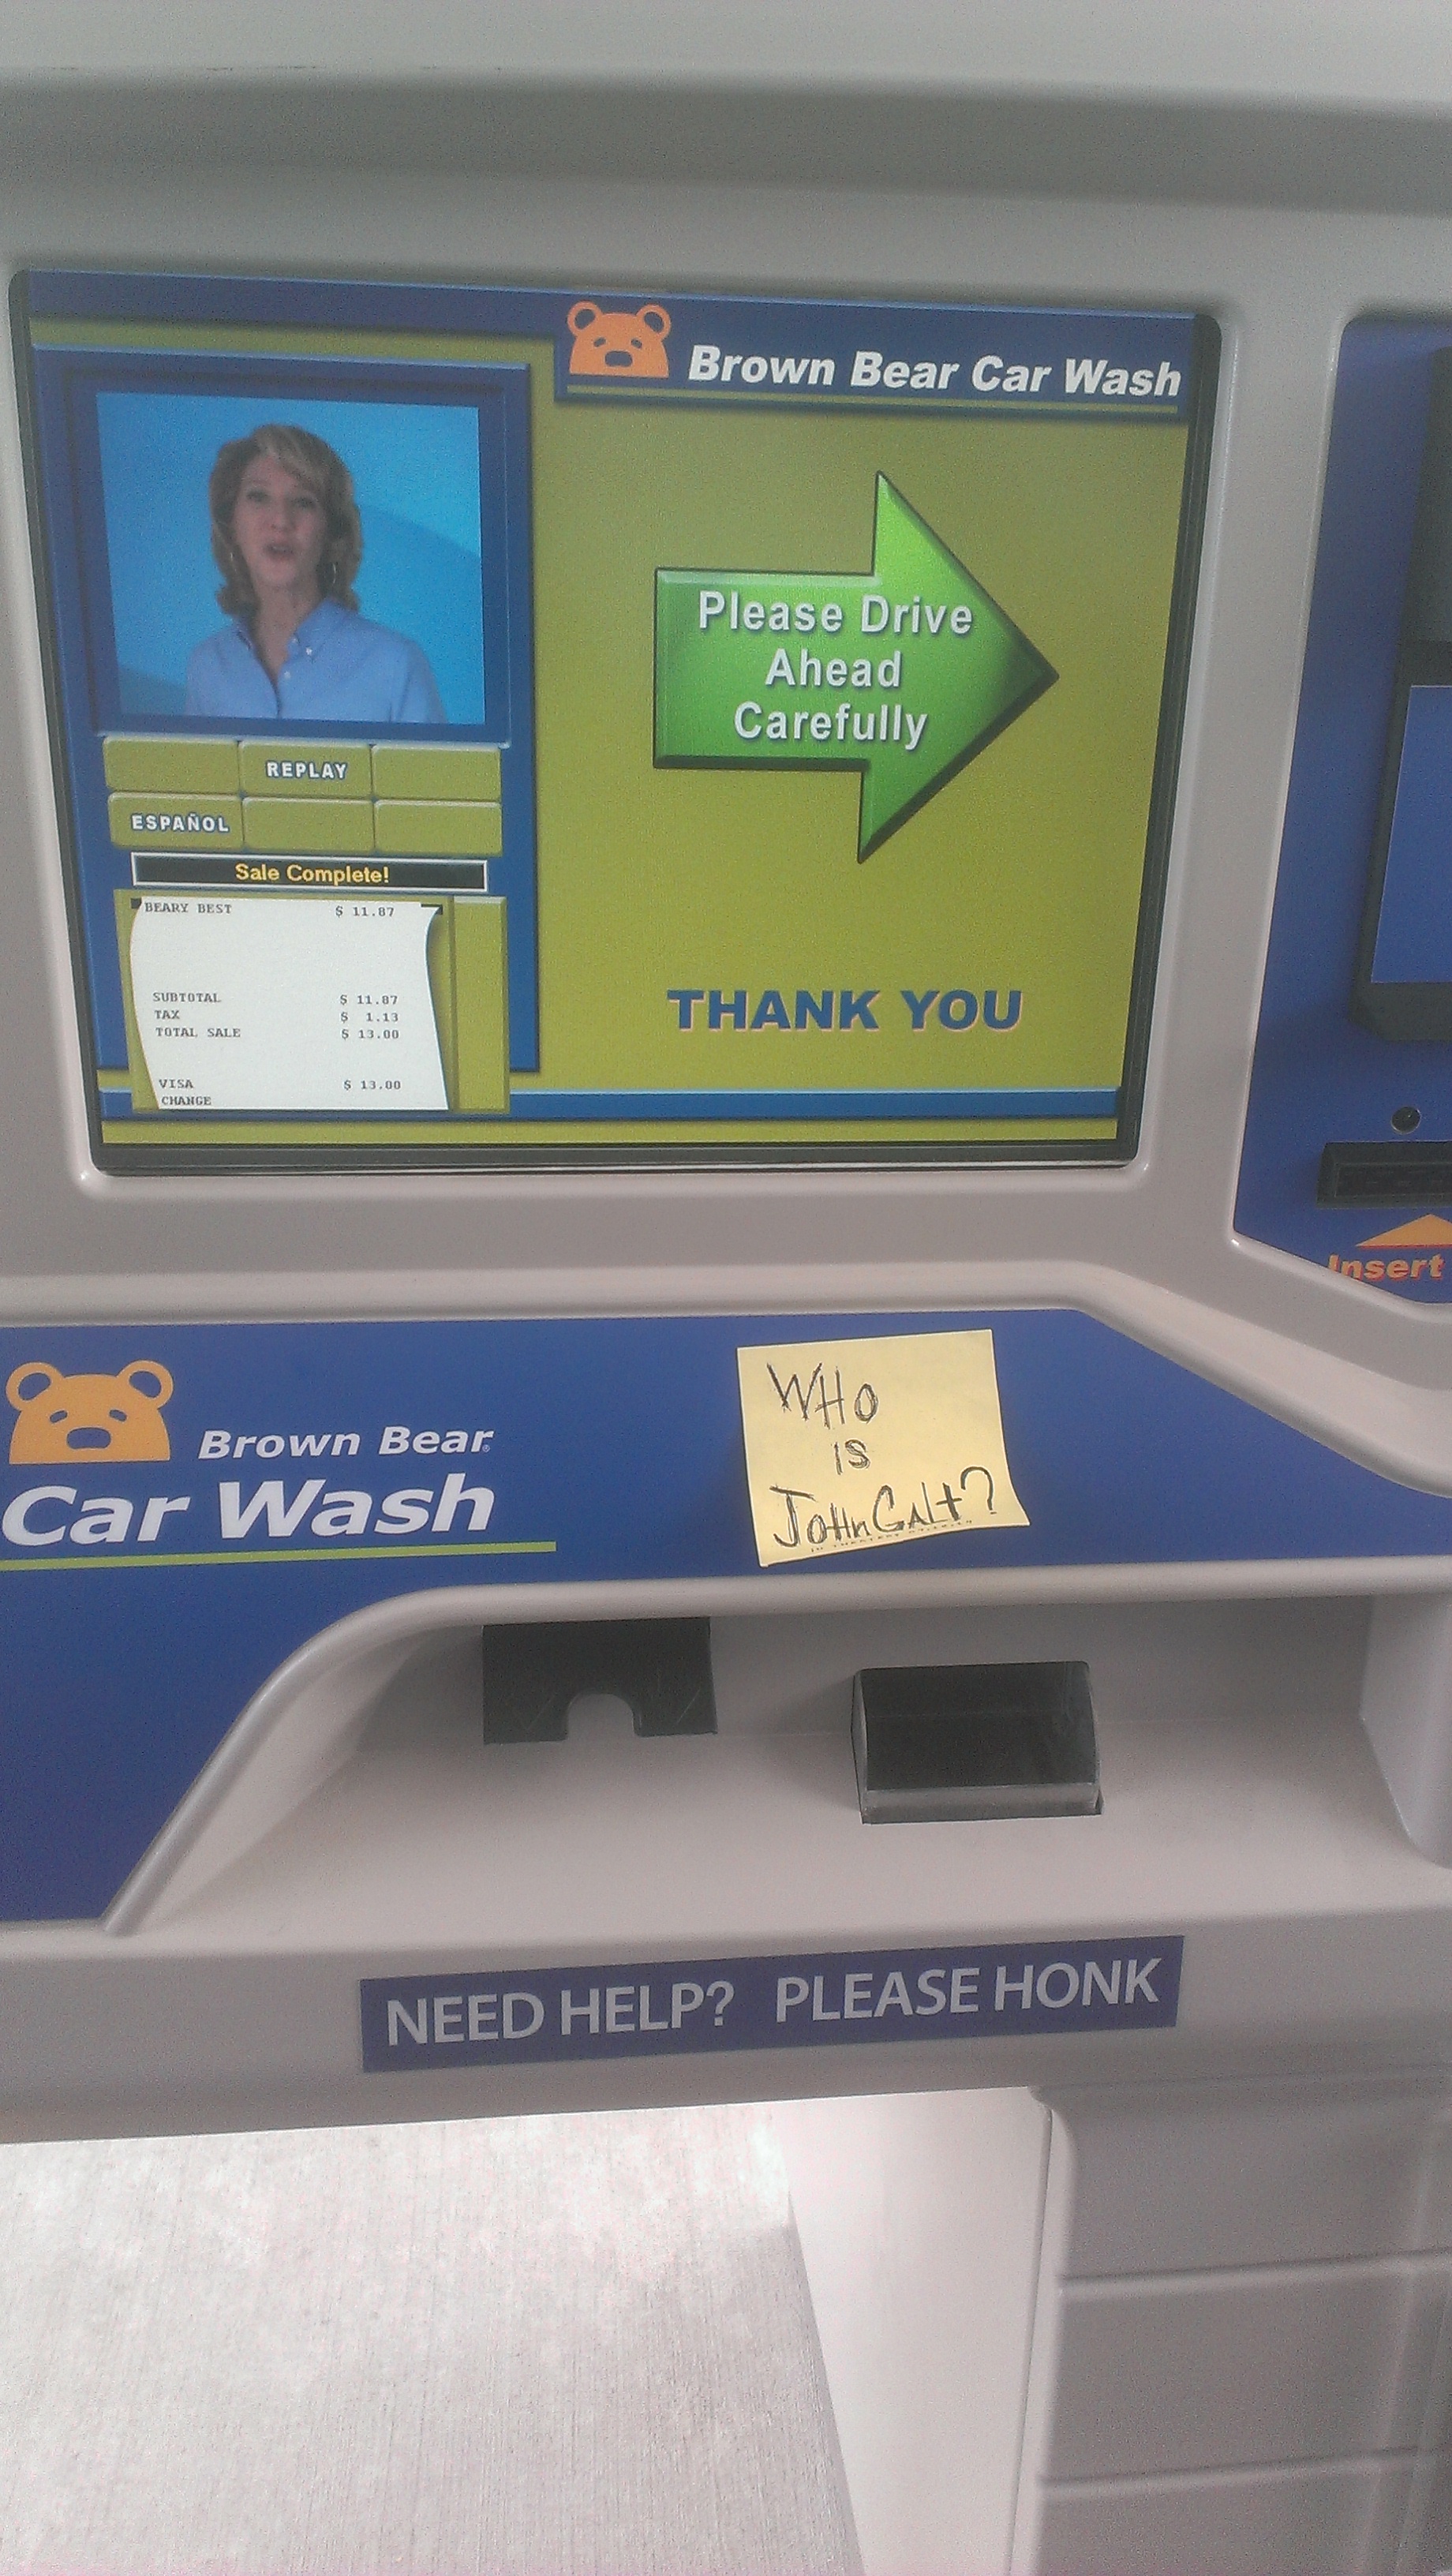 Brown Bear Car Wash
Please Drive
Ahead
Carefully
REPLAY
ESPAÑOL
Sale Complete!
BEARY BEST $ 11.87
SUBTOTAL $ 11.87
TAX $ 1.13
TOTAL SALE $ 13.00
VISA $ 13.00
CHANGE
THANK YOU
Insert
Brown Bear®
Car Wash
WHO
IS
JOHN GALT?
NEED HELP? PLEASE HONK